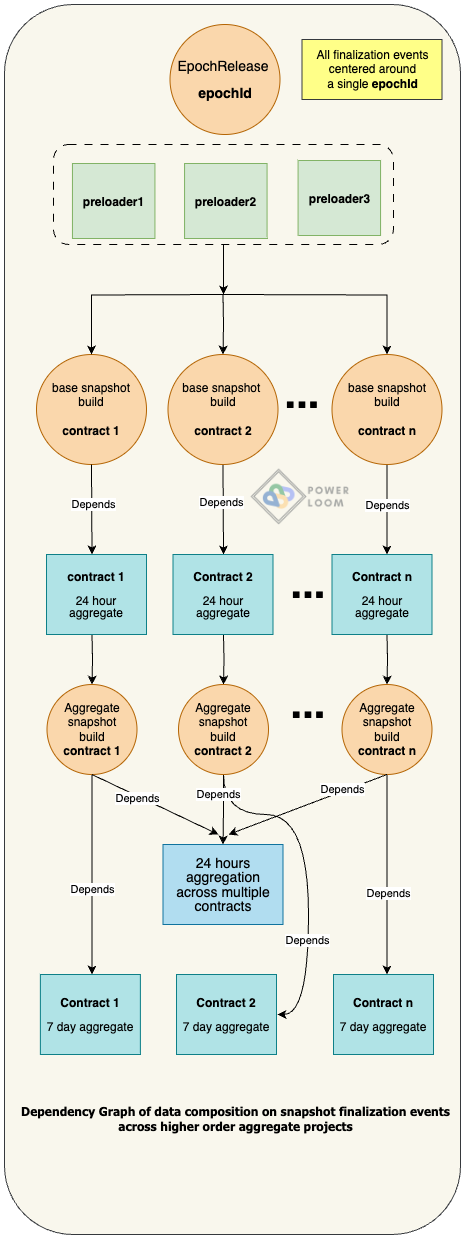 EpochRelease
epochId
All finalization events
centered around
a single epochId
preloader1
preloader2
preloader3
base snapshot
build
contract 1
base snapshot
build
contract 2
base snapshot
build
contract n
POWER
LOOM
Depends
Depends
Depends
contract 1
24 hour
aggregate
Contract 2
24 hour
aggregate
Contract n
24 hour
aggregate
Aggregate
snapshot
build
contract 1
Aggregate
snapshot
build
contract 2
Aggregate
snapshot
build
contract n
Depends
Depends
Depends
24 hours
aggregation
across multiple
contracts
Depends
Depends
Depends
Contract 1
7 day aggregate
Contract 2
7 day aggregate
Contract n
7 day aggregate
Dependency Graph of data composition on snapshot finalization events
across higher order aggregate projects